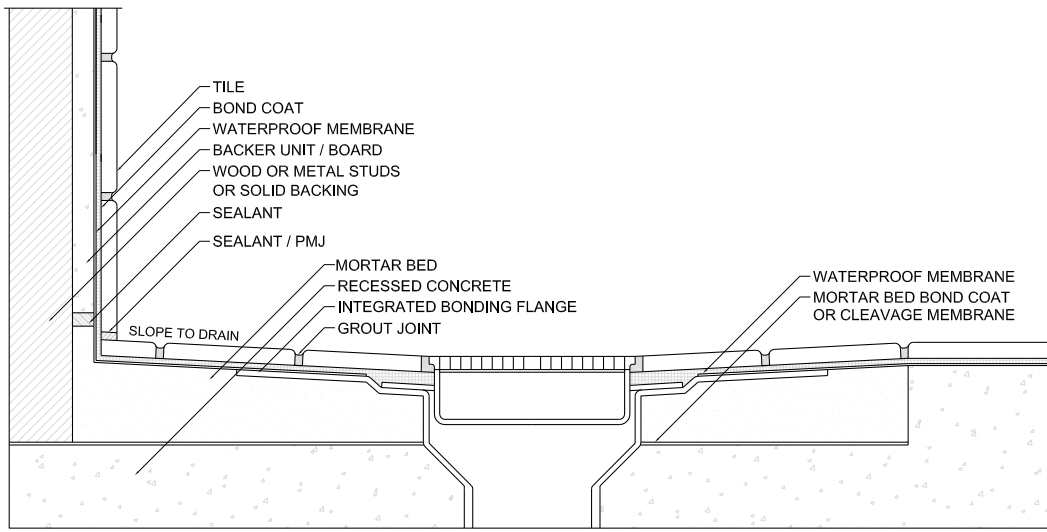 TILE
BOND COAT
WATERPROOF MEMBRANE
BACKER UNIT / BOARD
WOOD OR METAL STUDS
OR SOLID BACKING
SEALANT
SEALANT / PMJ
MORTAR BED
RECESSED CONCRETE
INTEGRATED BONDING FLANGE
GROUT JOINT
SLOPE TO DRAIN
WATERPROOF MEMBRANE
MORTAR BED BOND COAT
OR CLEAVAGE MEMBRANE